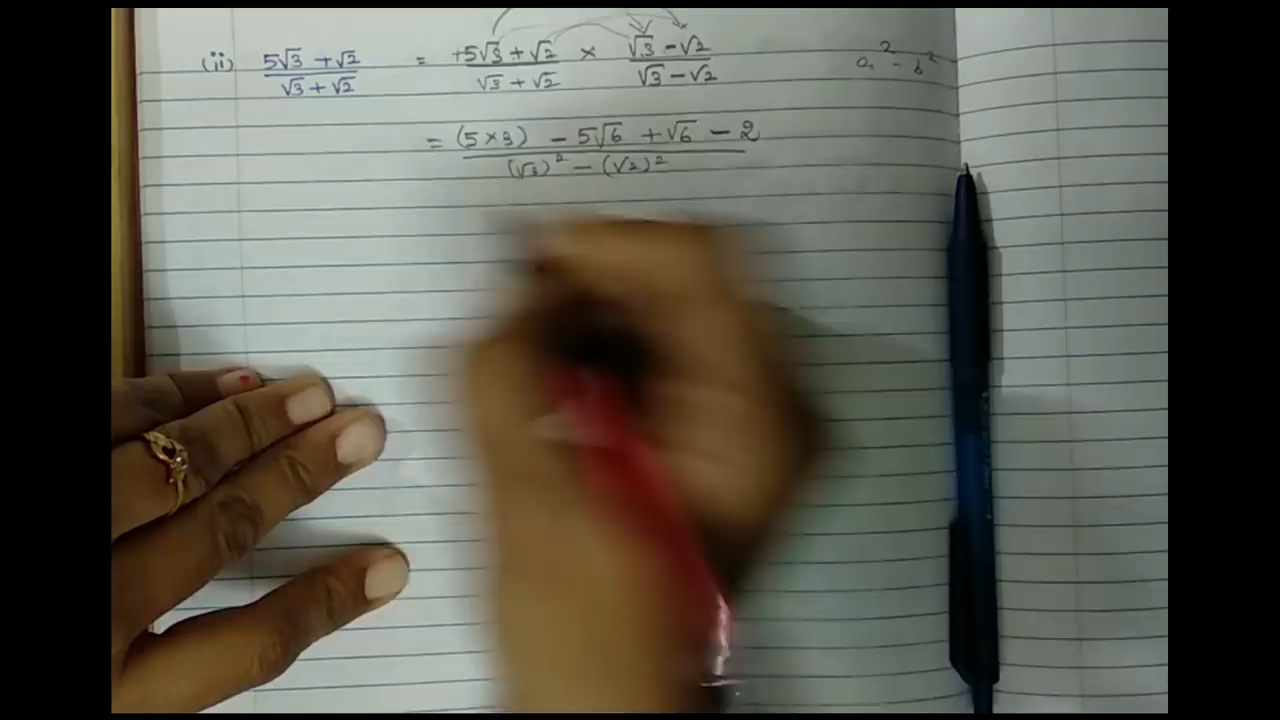 (ii) 5√3 + √2 / √3 + √2 = +5√3 + √2 / √3 + √2 × √3 - √2 / √3 - √2 a² - b²
= (5×3) - 5√6 + √6 - 2 / (√3)² - (√2)²